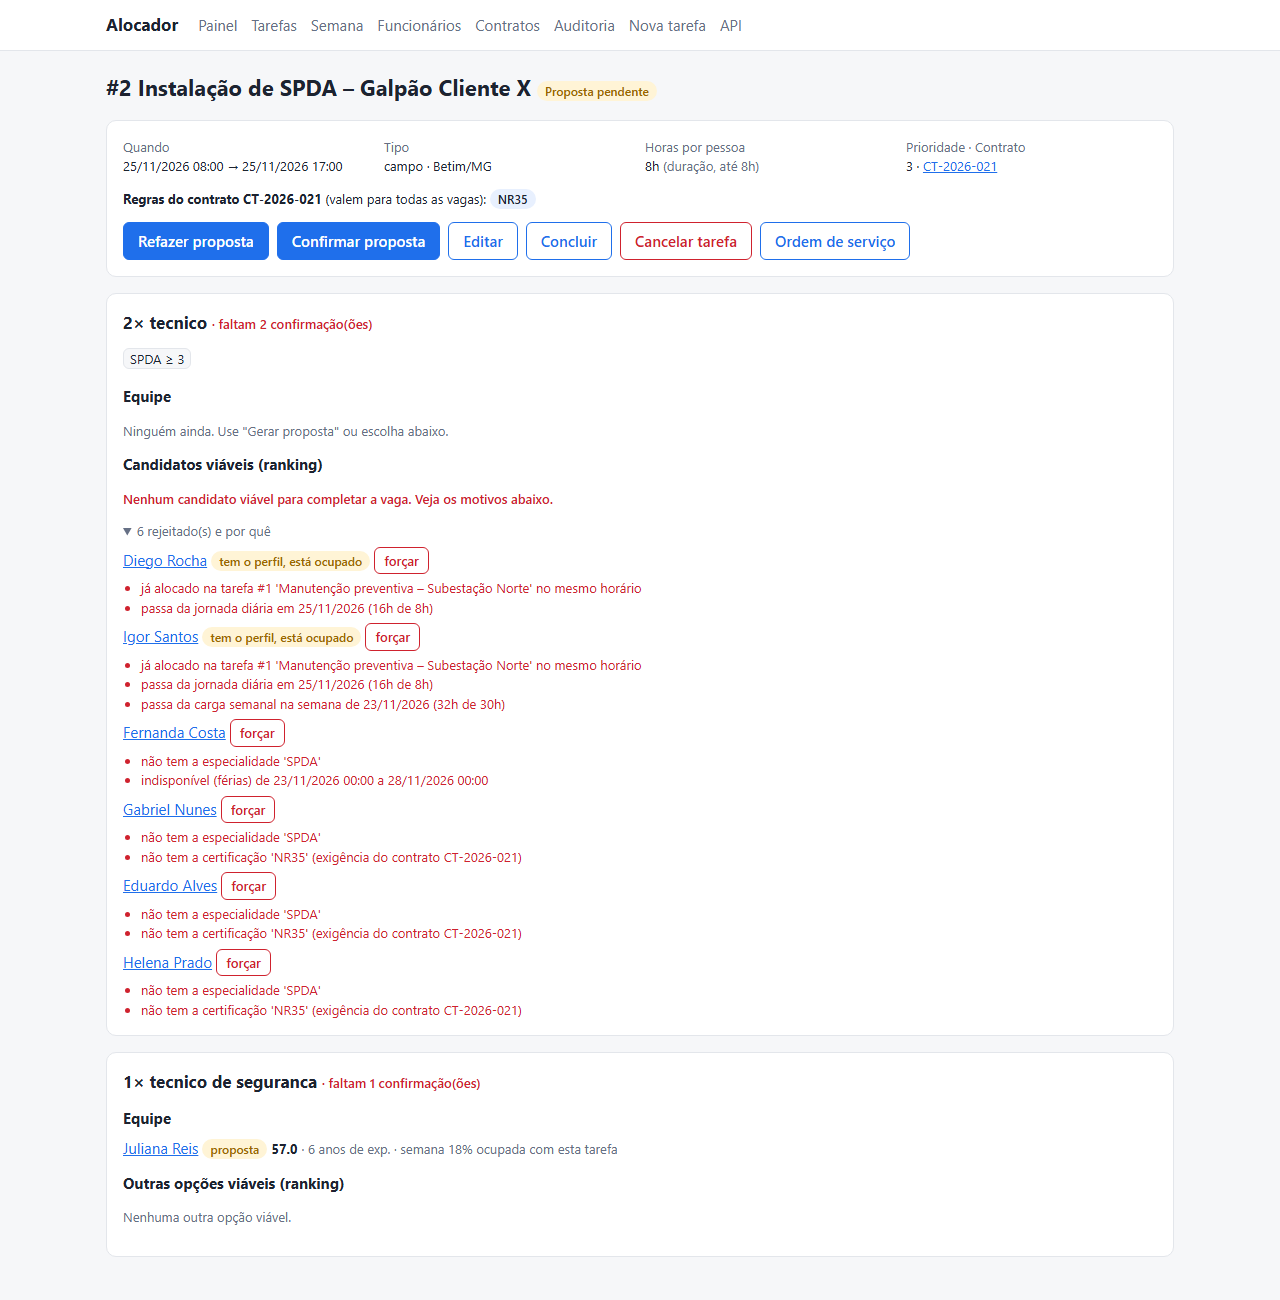 Alocador Painel Tarefas Semana Funcionários Contratos Auditoria Nova tarefa API
#2 Instalação de SPDA – Galpão Cliente X Proposta pendente
Quando Tipo Horas por pessoa Prioridade · Contrato
25/11/2026 08:00 → 25/11/2026 17:00 campo · Betim/MG 8h (duração, até 8h) 3 · CT-2026-021
Regras do contrato CT-2026-021 (valem para todas as vagas): NR35
Refazer proposta Confirmar proposta Editar Concluir Cancelar tarefa Ordem de serviço
2× tecnico · faltam 2 confirmação(ões)
SPDA ≥ 3
Equipe
Ninguém ainda. Use "Gerar proposta" ou escolha abaixo.
Candidatos viáveis (ranking)
Nenhum candidato viável para completar a vaga. Veja os motivos abaixo.
▼ 6 rejeitado(s) e por quê
Diego Rocha tem o perfil, está ocupado forçar
• já alocado na tarefa #1 'Manutenção preventiva – Subestação Norte' no mesmo horário
• passa da jornada diária em 25/11/2026 (16h de 8h)
Igor Santos tem o perfil, está ocupado forçar
• já alocado na tarefa #1 'Manutenção preventiva – Subestação Norte' no mesmo horário
• passa da jornada diária em 25/11/2026 (16h de 8h)
• passa da carga semanal na semana de 23/11/2026 (32h de 30h)
Fernanda Costa forçar
• não tem a especialidade 'SPDA'
• indisponível (férias) de 23/11/2026 00:00 a 28/11/2026 00:00
Gabriel Nunes forçar
• não tem a especialidade 'SPDA'
• não tem a certificação 'NR35' (exigência do contrato CT-2026-021)
Eduardo Alves forçar
• não tem a especialidade 'SPDA'
• não tem a certificação 'NR35' (exigência do contrato CT-2026-021)
Helena Prado forçar
• não tem a especialidade 'SPDA'
• não tem a certificação 'NR35' (exigência do contrato CT-2026-021)
1× tecnico de seguranca · faltam 1 confirmação(ões)
Equipe
Juliana Reis proposta 57.0 · 6 anos de exp. · semana 18% ocupada com esta tarefa
Outras opções viáveis (ranking)
Nenhuma outra opção viável.